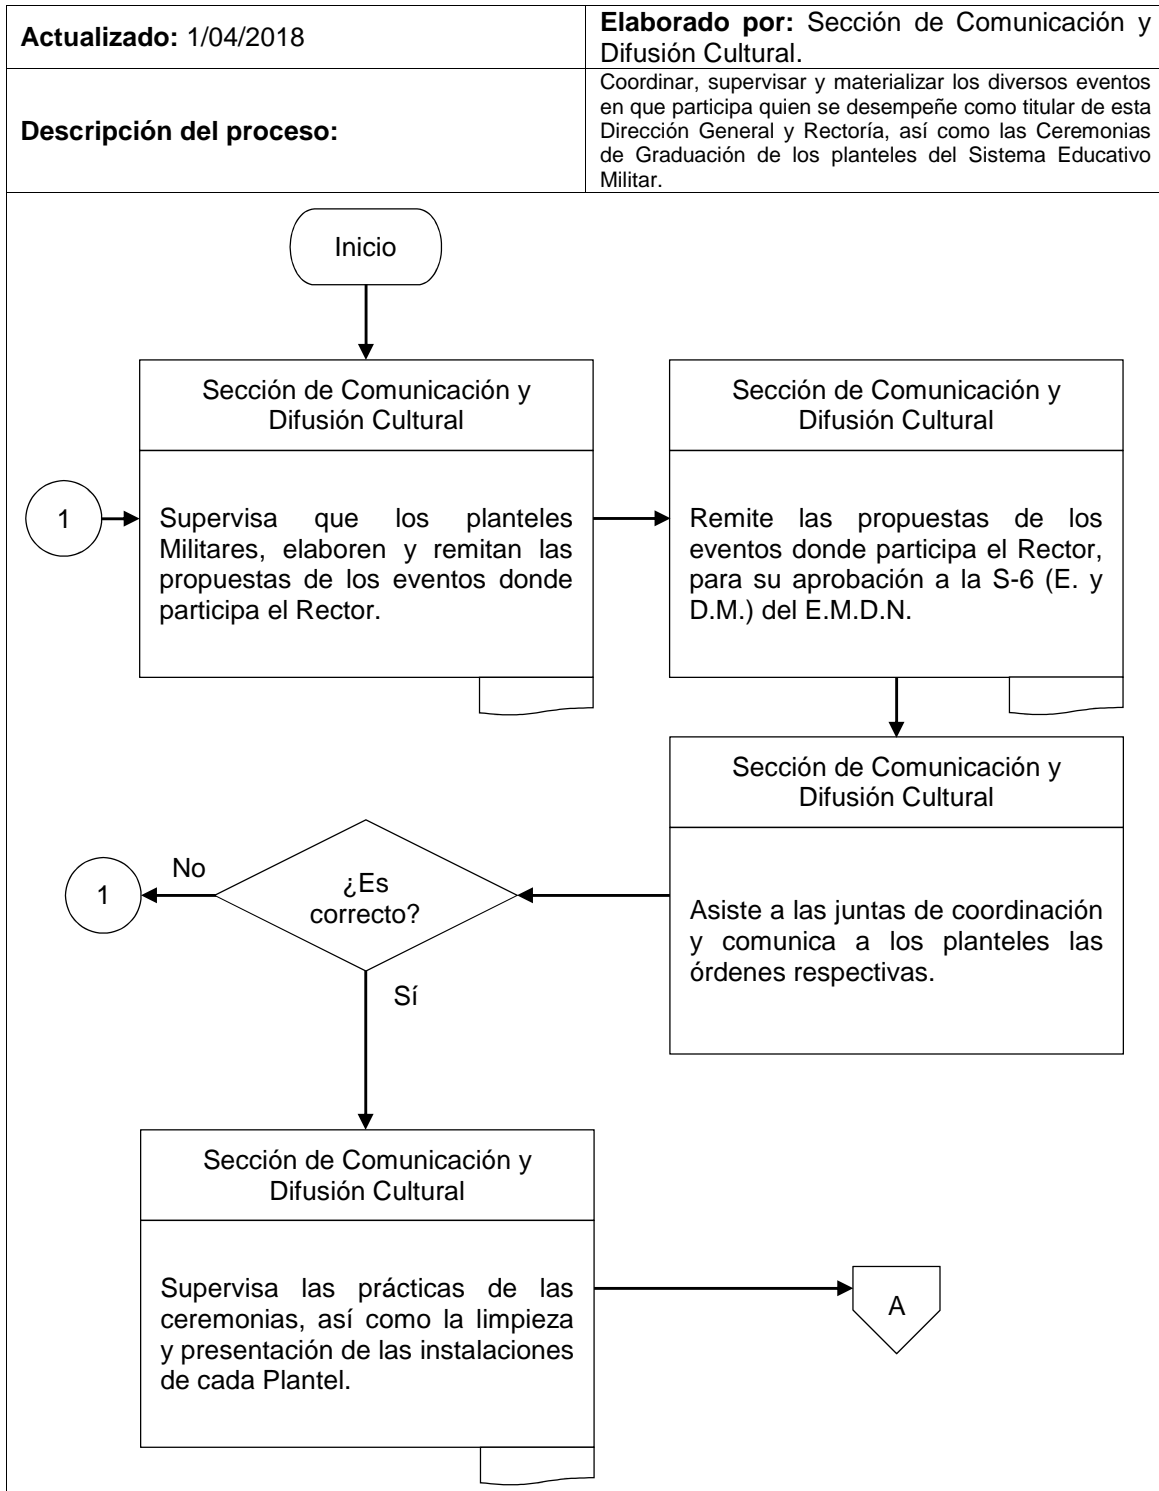 Actualizado: 1/04/2018
Elaborado por: Sección de Comunicación y
Difusión Cultural.
Descripción del proceso:
Coordinar, supervisar y materializar los diversos eventos
en que participa quien se desempeñe como titular de esta
Dirección General y Rectoría, así como las Ceremonias
de Graduación de los planteles del Sistema Educativo
Militar.
Inicio
Sección de Comunicación y
Difusión Cultural
1
Supervisa que los planteles
Militares, elaboren y remitan las
propuestas de los eventos donde
participa el Rector.
Sección de Comunicación y
Difusión Cultural
Remite las propuestas de los
eventos donde participa el Rector,
para su aprobación a la S-6 (E. y
D.M.) del E.M.D.N.
Sección de Comunicación y
Difusión Cultural
Asiste a las juntas de coordinación
y comunica a los planteles las
órdenes respectivas.
¿Es
correcto?
No
1
Sí
Sección de Comunicación y
Difusión Cultural
Supervisa las prácticas de las
ceremonias, así como la limpieza
y presentación de las instalaciones
de cada Plantel.
A